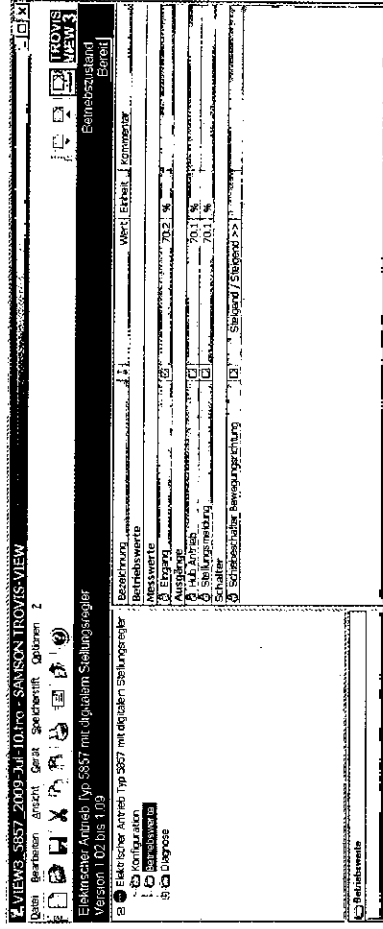 VIEW3_5857_2009-Jul-10.tro - SAMSON TROVIS-VIEW
Datei Bearbeiten Ansicht Gerät Speicherstift Optionen ?
TROVIS
VIEW 3
Elektrischer Antrieb Typ 5857 mit digitalem Stellungsregler
Version 1.02 bis 1.09
Betriebszustand
Bereit
Elektrischer Antrieb Typ 5857 mit digitalem Stellungsregler
Konfiguration
Betriebswerte
Diagnose
Bezeichnung Wert Einheit Kommentar
Betriebswerte
Messwerte
Eingang 70.2 %
Ausgänge
Hub Antrieb 70.1 %
Stellungsmeldung 70.1 %
Schalter
Schiebeschalter Bewegungsrichtung Steigend / Steigend >>
Betriebswerte